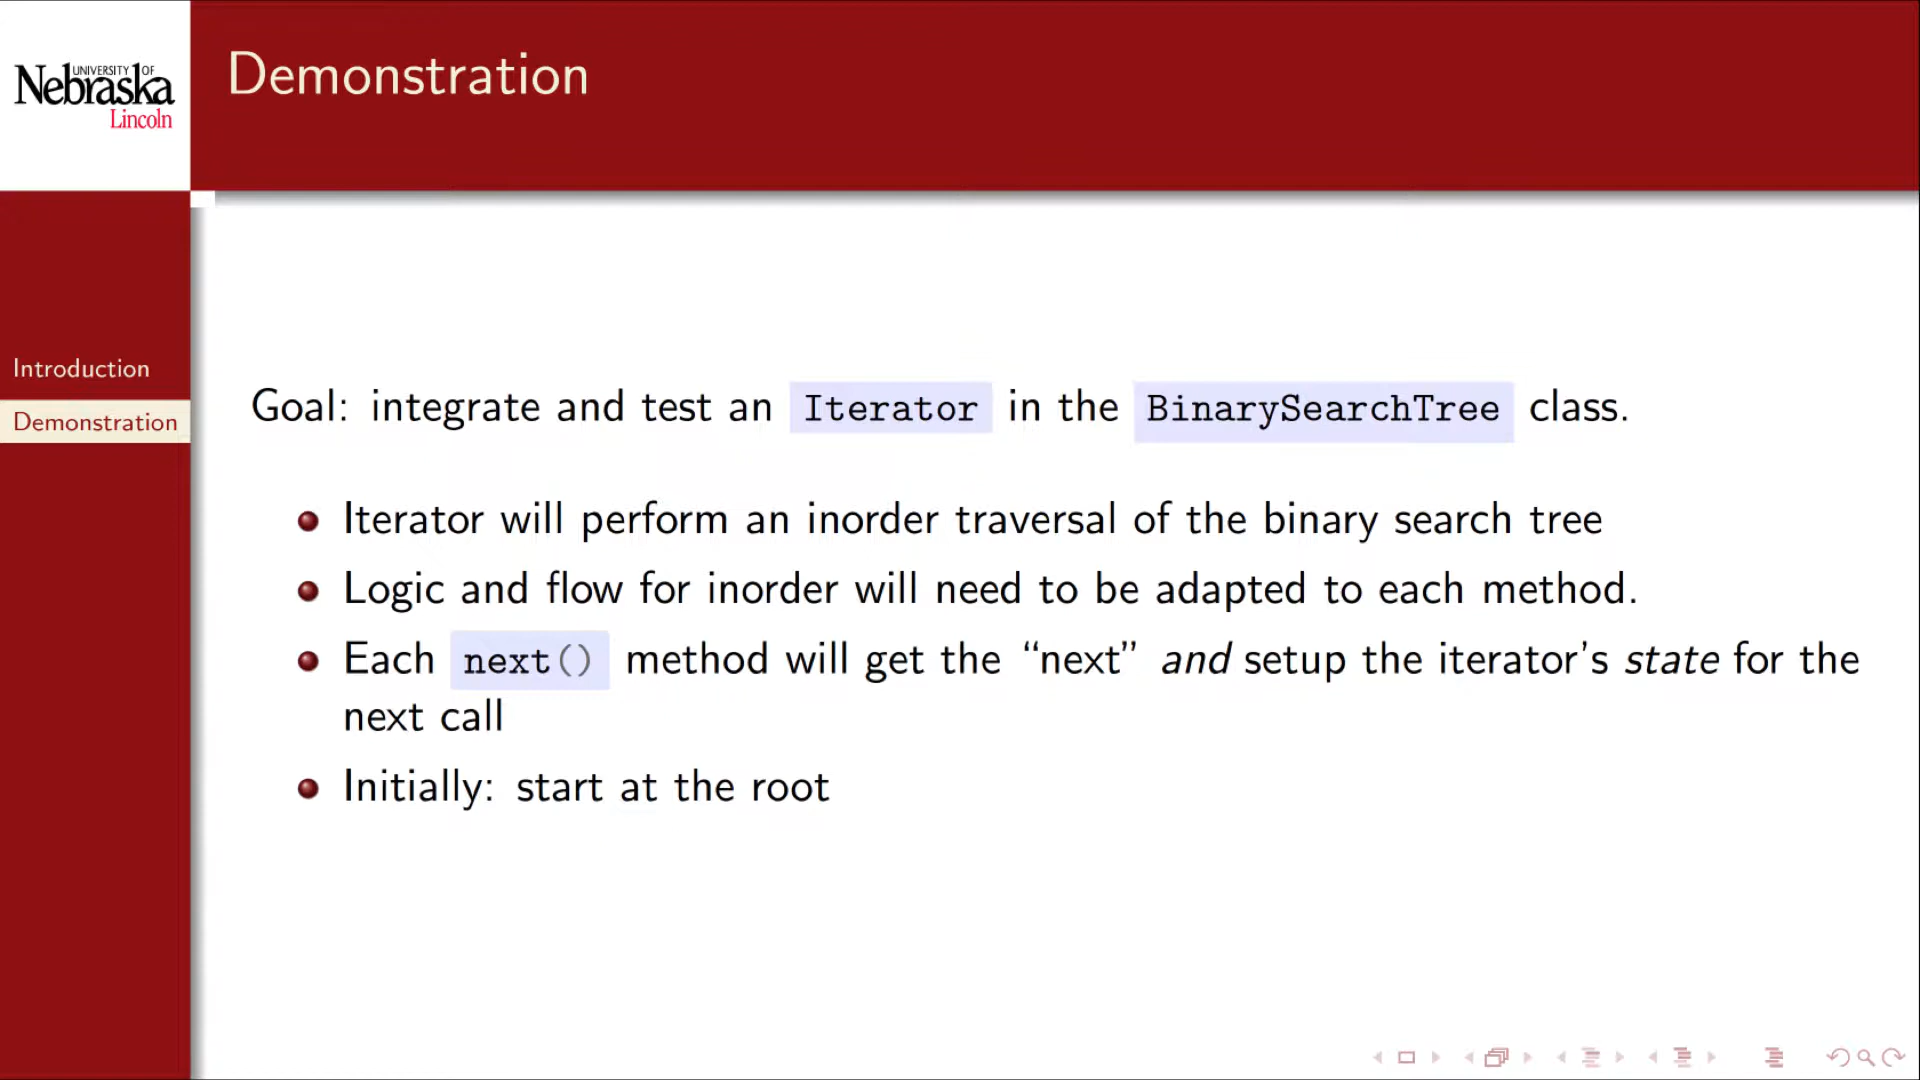 UNIVERSITY OF
Nebraska
Lincoln
Demonstration
Introduction
Demonstration
Goal: integrate and test an Iterator in the BinarySearchTree class.
Iterator will perform an inorder traversal of the binary search tree
Logic and flow for inorder will need to be adapted to each method.
Each next() method will get the “next” and setup the iterator’s state for the
next call
Initially: start at the root